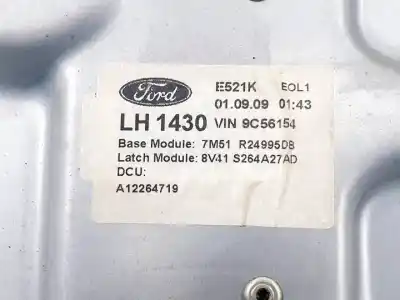 Ford
E521K EOL1
01.09.09 01:43
LH 1430 VIN 9C56154
Base Module: 7M51 R24995DB
Latch Module: 8V41 S264A27AD
DCU:
A12264719